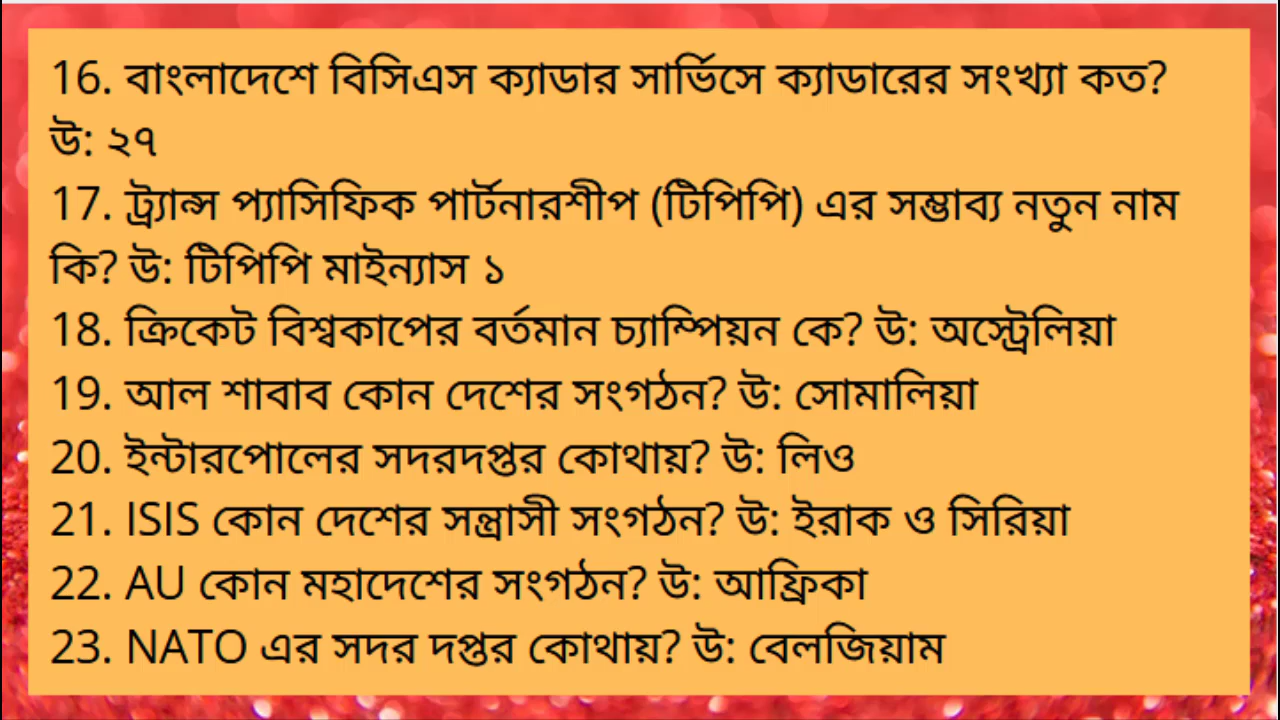 16. বাংলাদেশে বিসিএস ক্যাডার সার্ভিসে ক্যাডারের সংখ্যা কত?
উ: ২৭
17. ট্র্যান্স প্যাসিফিক পার্টনারশীপ (টিপিপি) এর সম্ভাব্য নতুন নাম
কি? উ: টিপিপি মাইন্যাস ১
18. ক্রিকেট বিশ্বকাপের বর্তমান চ্যাম্পিয়ন কে? উ: অস্ট্রেলিয়া
19. আল শাবাব কোন দেশের সংগঠন? উ: সোমালিয়া
20. ইন্টারপোলের সদরদপ্তর কোথায়? উ: লিও
21. ISIS কোন দেশের সন্ত্রাসী সংগঠন? উ: ইরাক ও সিরিয়া
22. AU কোন মহাদেশের সংগঠন? উ: আফ্রিকা
23. NATO এর সদর দপ্তর কোথায়? উ: বেলজিয়াম